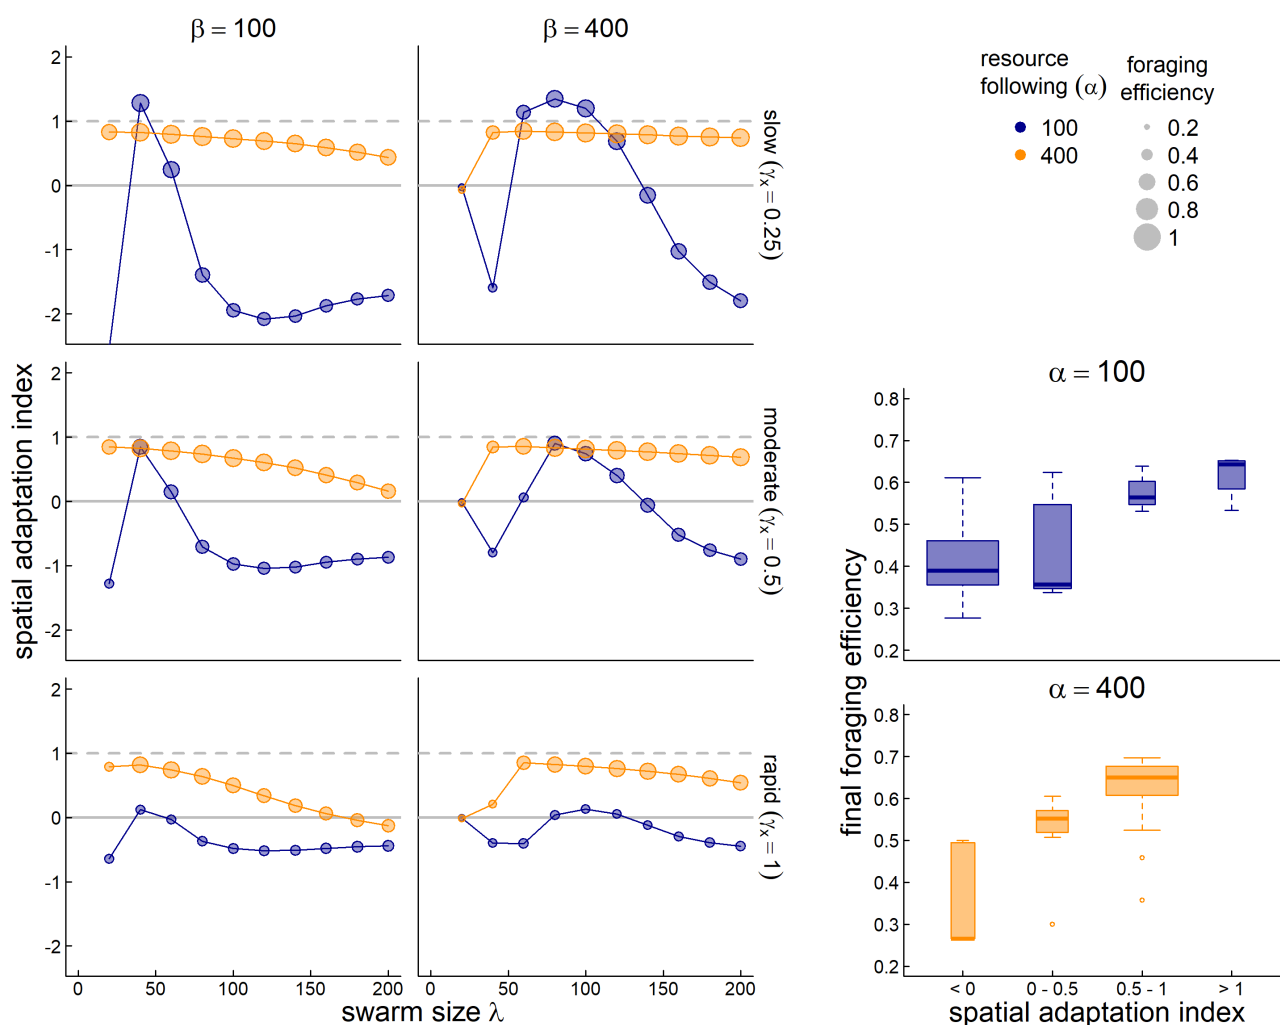 β = 100
β = 400
2
1
0
-1
-2
slow (γx = 0.25)
2
1
0
-1
-2
moderate (γx = 0.5)
2
1
0
-1
-2
rapid (γx = 1)
0 50 100 150 200
0 50 100 150 200
spatial adaptation index
swarm size λ
resource
following (α)
100
400
foraging
efficiency
0.2
0.4
0.6
0.8
1
α = 100
0.8
0.7
0.6
0.5
0.4
0.3
0.2
α = 400
0.8
0.7
0.6
0.5
0.4
0.3
0.2
final foraging efficiency
< 0 0 - 0.5 0.5 - 1 > 1
spatial adaptation index